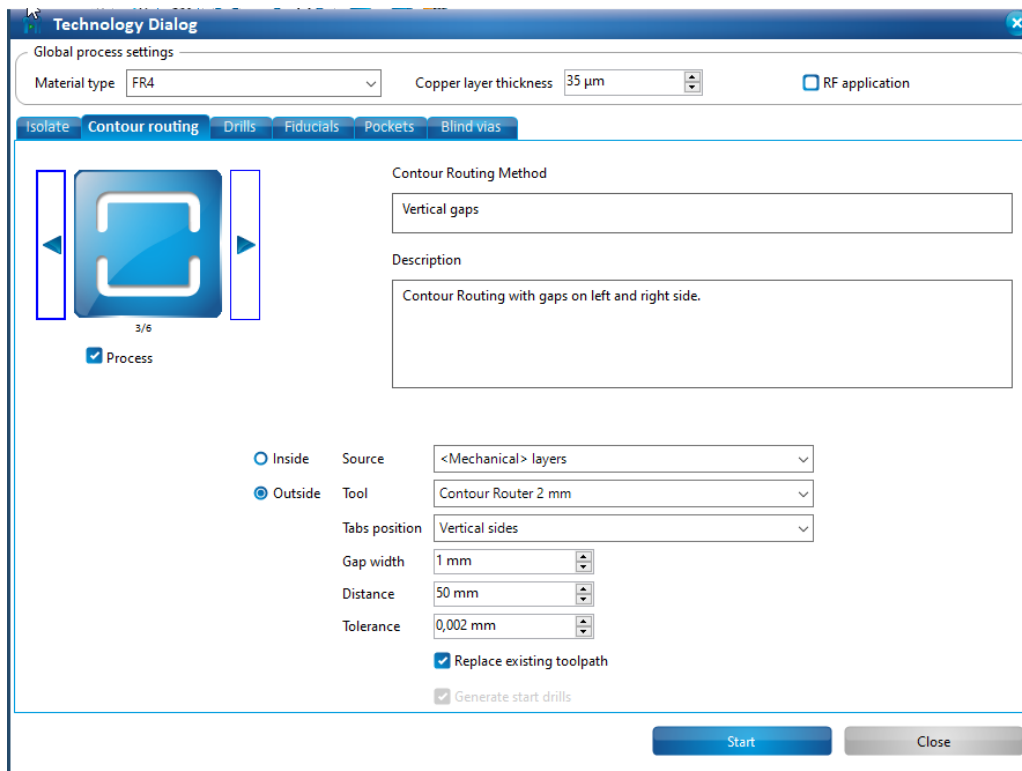 Technology Dialog
Global process settings
Material type FR4 Copper layer thickness 35 µm RF application
Isolate Contour routing Drills Fiducials Pockets Blind vias
Contour Routing Method
Vertical gaps
Description
Contour Routing with gaps on left and right side.
3/6
Process
Inside Source <Mechanical> layers
Outside Tool Contour Router 2 mm
Tabs position Vertical sides
Gap width 1 mm
Distance 50 mm
Tolerance 0,002 mm
Replace existing toolpath
Generate start drills
Start Close